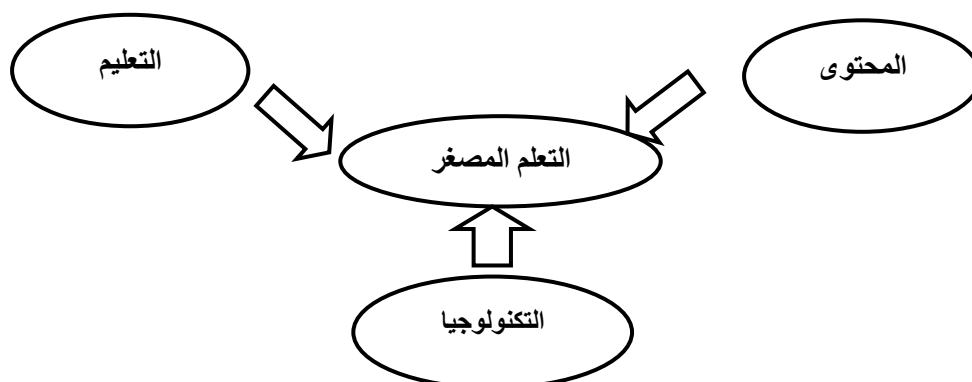 المحتوى
التعليم
التعلم المصغر
التكنولوجيا